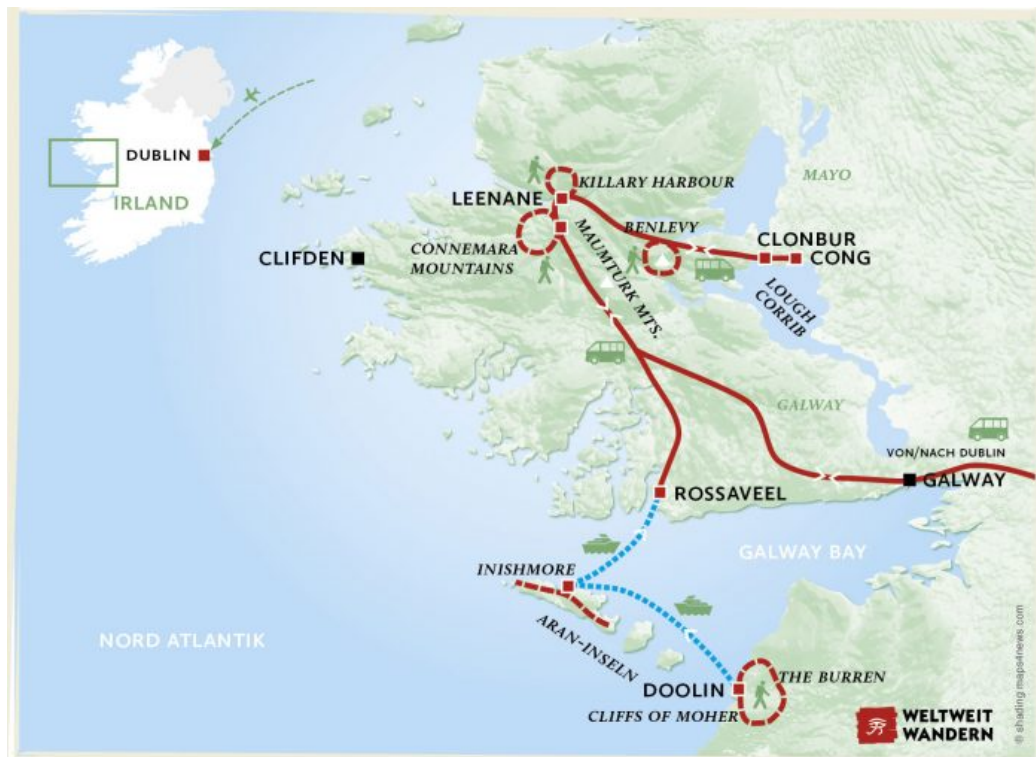 DUBLIN
IRLAND
KILLARY HARBOUR
LEENANE
MAYO
BENLEVY
CLIFDEN
CONNEMARA
MOUNTAINS
MAUMTURK MTS.
CLONBUR
CONG
LOUGH
CORRIB
GALWAY
VON/NACH DUBLIN
GALWAY
ROSSAVEEL
GALWAY BAY
INISHMORE
ARAN-INSELN
NORD ATLANTIK
THE BURREN
DOOLIN
CLIFFS OF MOHER
WELTWEIT
WANDERN
© shading maps4news.com